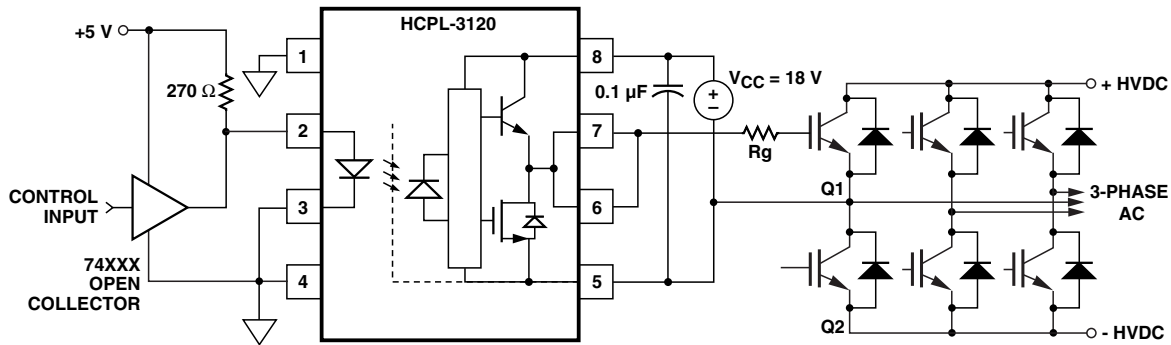 HCPL-3120
+5 V
270 Ω
1
2
3
4
8
7
6
5
0.1 µF
VCC = 18 V
Rg
+ HVDC
Q1
3-PHASE
AC
CONTROL
INPUT
74XXX
OPEN
COLLECTOR
Q2
- HVDC
+
–